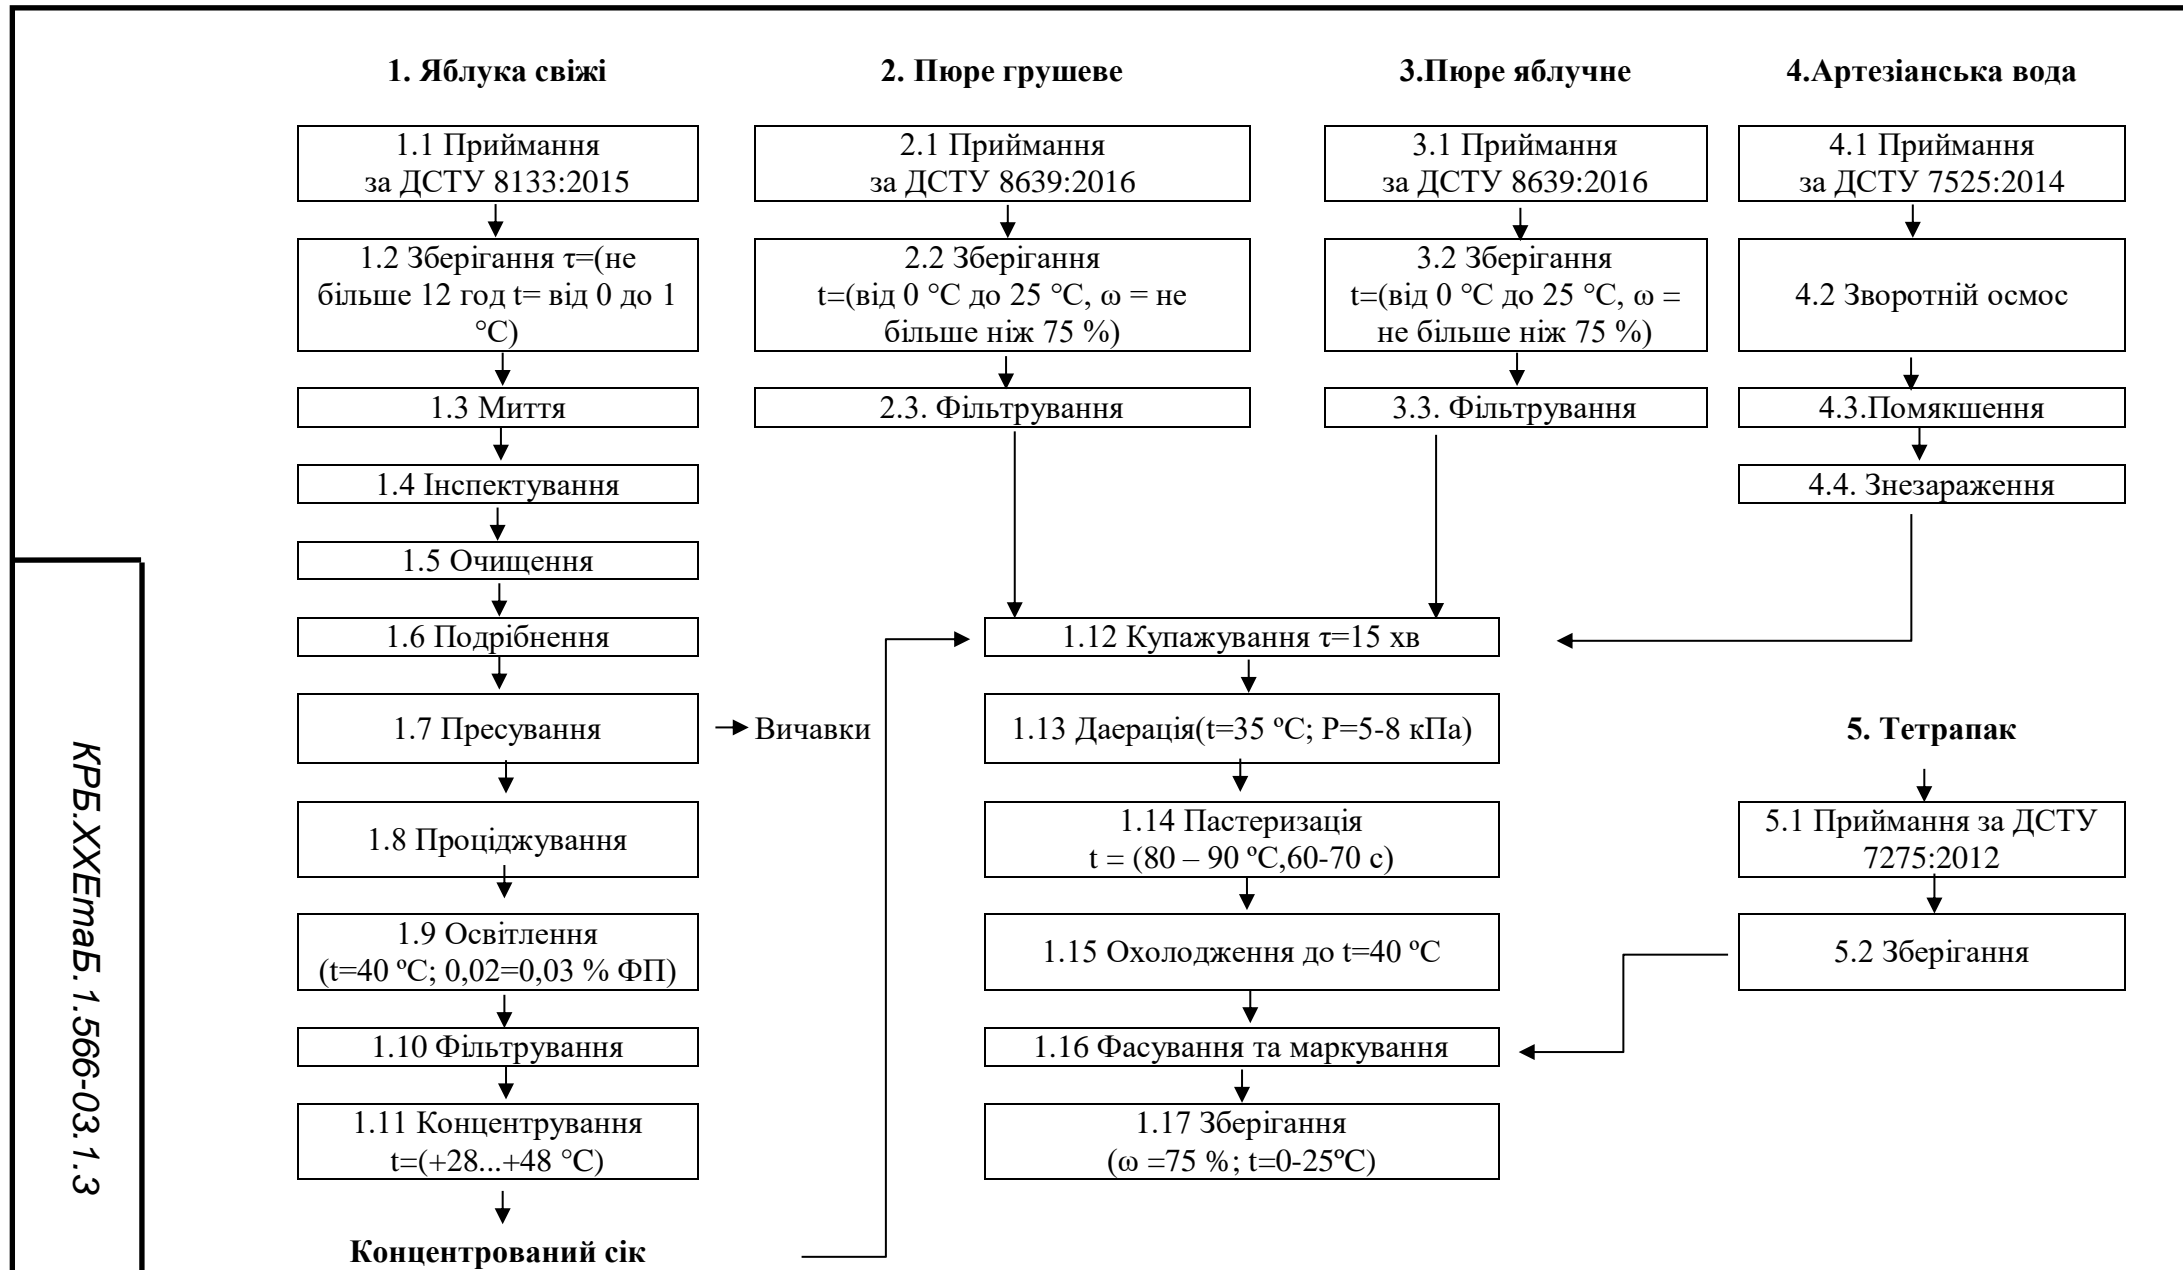 1. Яблука свіжі
1.1 Приймання
за ДСТУ 8133:2015
1.2 Зберігання τ=(не
більше 12 год t= від 0 до 1
°С)
1.3 Миття
1.4 Інспектування
1.5 Очищення
1.6 Подрібнення
1.7 Пресування
Вичавки
1.8 Проціджування
1.9 Освітлення
(t=40 ºС; 0,02=0,03 % ФП)
1.10 Фільтрування
1.11 Концентрування
t=(+28...+48 °С)
Концентрований сік
2. Пюре грушеве
2.1 Приймання
за ДСТУ 8639:2016
2.2 Зберігання
t=(від 0 °С до 25 °С, ω = не
більше ніж 75 %)
2.3. Фільтрування
3.Пюре яблучне
3.1 Приймання
за ДСТУ 8639:2016
3.2 Зберігання
t=(від 0 °С до 25 °С, ω =
не більше ніж 75 %)
3.3. Фільтрування
4.Артезіанська вода
4.1 Приймання
за ДСТУ 7525:2014
4.2 Зворотній осмос
4.3.Помякшення
4.4. Знезараження
1.12 Купажування τ=15 хв
1.13 Даерація(t=35 ºС; Р=5-8 кПа)
1.14 Пастеризація
t = (80 – 90 ºС,60-70 с)
1.15 Охолодження до t=40 ºС
1.16 Фасування та маркування
1.17 Зберігання
(ω =75 %; t=0-25ºС)
5. Тетрапак
5.1 Приймання за ДСТУ
7275:2012
5.2 Зберігання
КРБ.ХХЕтаБ.1.566-03.1.3